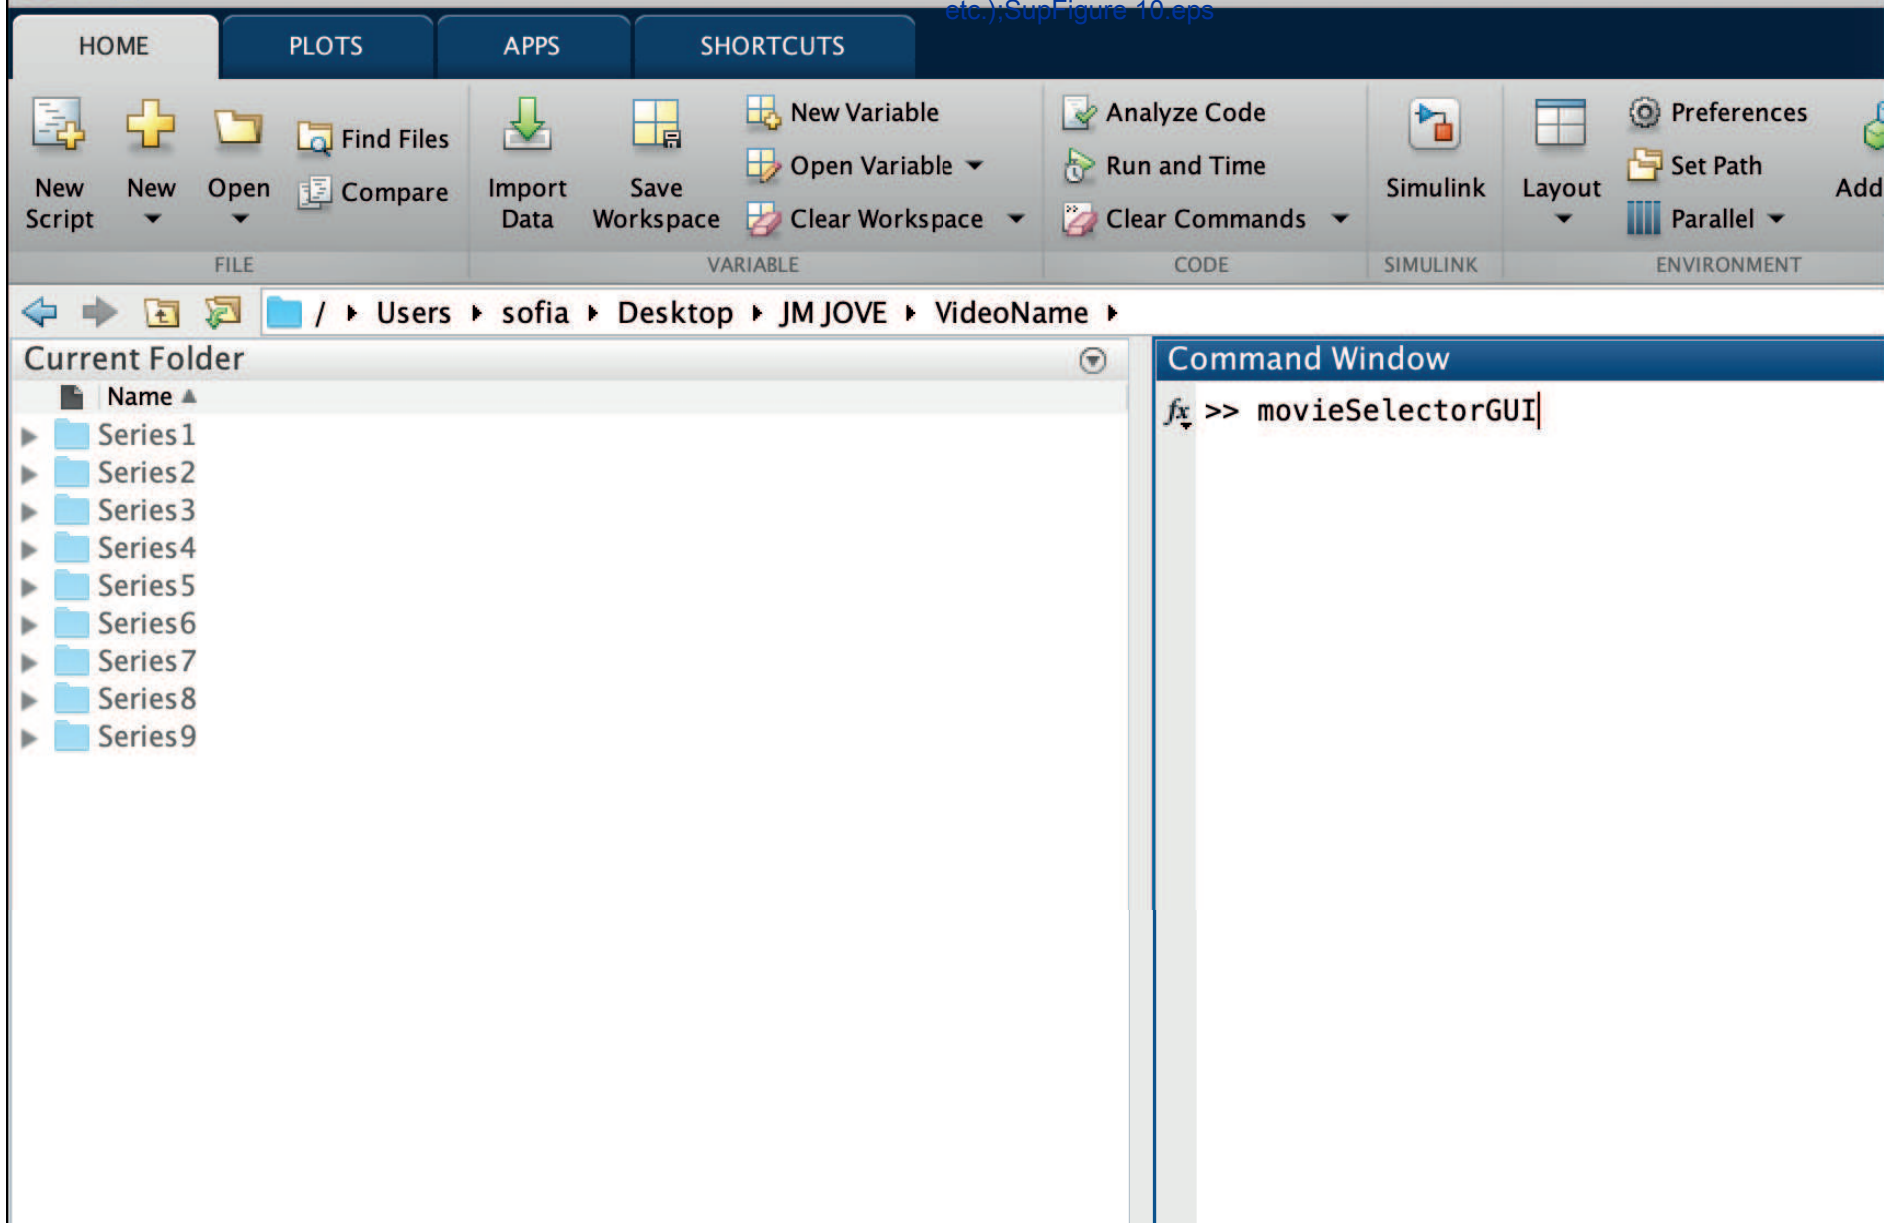 etc.);SupFigure 10.eps
HOME PLOTS APPS SHORTCUTS
New Script
New
Open
Find Files
Compare
Import Data
Save Workspace
New Variable
Open Variable
Clear Workspace
Analyze Code
Run and Time
Clear Commands
Simulink
Layout
Preferences
Set Path
Parallel
Add
FILE VARIABLE CODE SIMULINK ENVIRONMENT
/ Users sofia Desktop JM JOVE VideoName
Current Folder
Name
Series1
Series2
Series3
Series4
Series5
Series6
Series7
Series8
Series9
Command Window
fx >> movieSelectorGUI